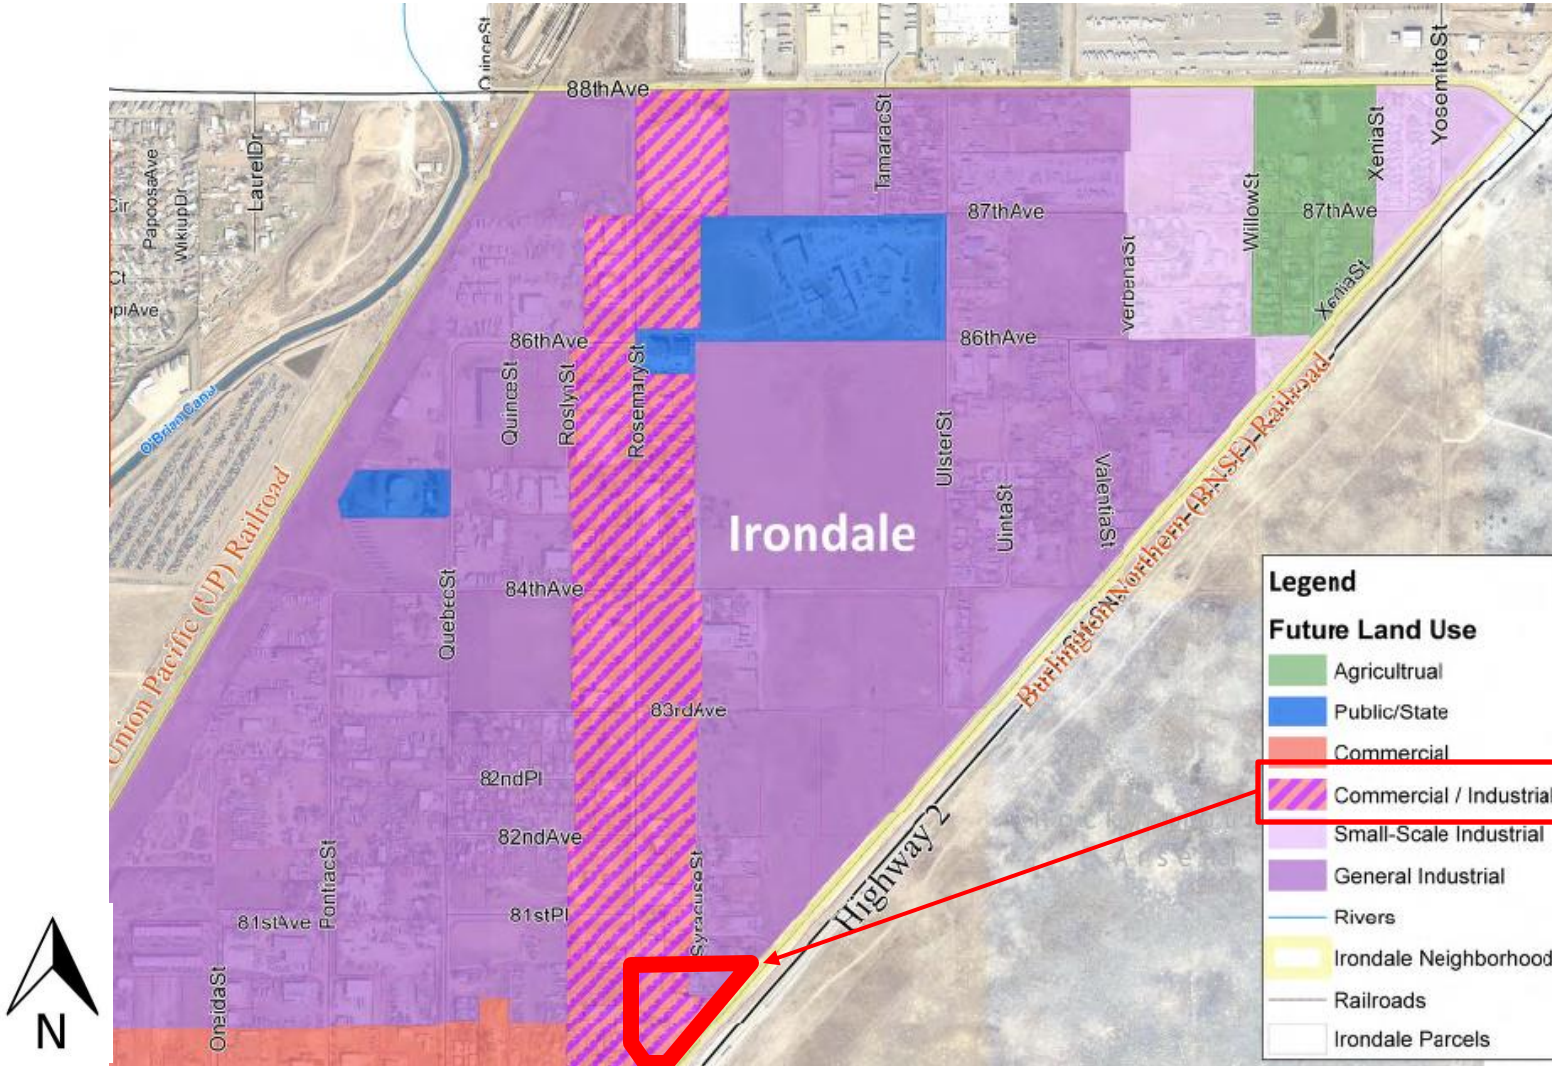 QuinceSt
88thAve
YosemiteSt
LaurelDr
PapoosaAve
WikiupDr
Cir
Ct
TamaracSt
XeniaSt
87thAve
WillowSt
87thAve
VerbenaSt
XeniaSt
86thAve
86thAve
QuinceSt
RoslynSt
RosemarySt
O'Brian Canal
UlsterSt
ValentiaSt
UintaSt
Irondale
Union Pacific (UP) Railroad
Burlington Northern (BNSF) Railroad
84thAve
QuebecSt
83rdAve
82ndPl
82ndAve
PontiacSt
SyracuseSt
81stAve
81stPl
OneidaSt
Highway 2
Arsenal
N
Legend
Future Land Use
Agricultrual
Public/State
Commercial
Commercial / Industrial
Small-Scale Industrial
General Industrial
Rivers
Irondale Neighborhood
Railroads
Irondale Parcels